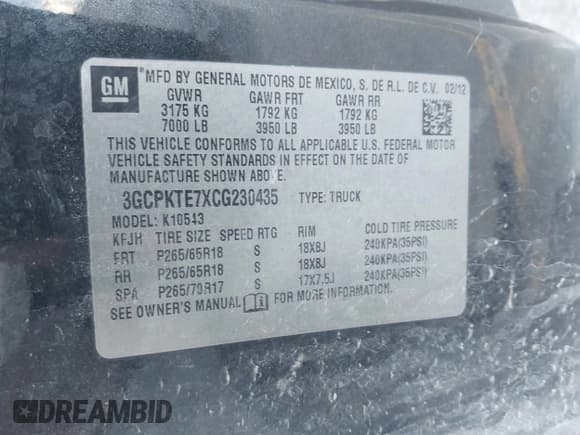 GM
MFD BY GENERAL MOTORS DE MEXICO, S. DE R.L. DE C.V. 02/12
GVWR GAWR FRT GAWR RR
3175 KG 1792 KG 1792 KG
7000 LB 3950 LB 3950 LB
THIS VEHICLE CONFORMS TO ALL APPLICABLE U.S. FEDERAL MOTOR
VEHICLE SAFETY STANDARDS IN EFFECT ON THE DATE OF
MANUFACTURE SHOWN ABOVE.
3GCPKTE7XCG230435 TYPE: TRUCK
MODEL: K10543
KFJH TIRE SIZE SPEED RTG RIM COLD TIRE PRESSURE
FRT P265/65R18 S 18X8J 240KPA(35PSI)
RR P265/65R18 S 18X8J 240KPA(35PSI)
SPA P265/70R17 S 17X7.5J 240KPA(35PSI)
SEE OWNER'S MANUAL FOR MORE INFORMATION.
DREAMBID